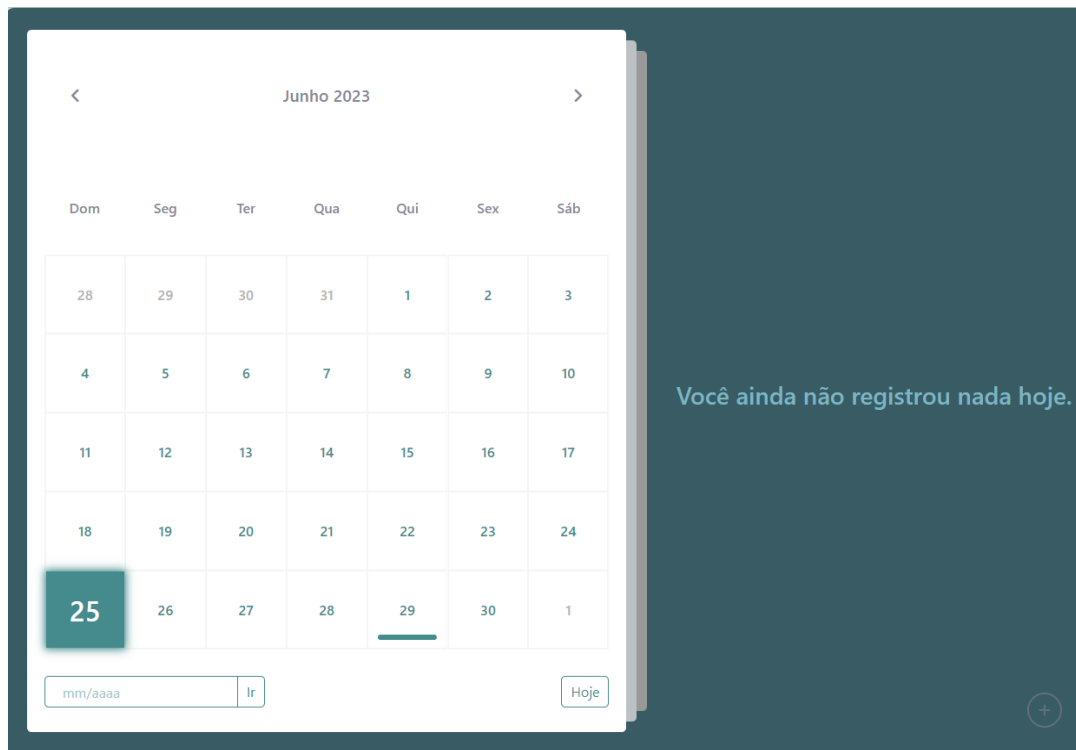 Junho 2023
Dom Seg Ter Qua Qui Sex Sáb
28 29 30 31 1 2 3
4 5 6 7 8 9 10
Você ainda não registrou nada hoje.
11 12 13 14 15 16 17
18 19 20 21 22 23 24
25 26 27 28 29 30 1
mm/aaaa Ir Hoje